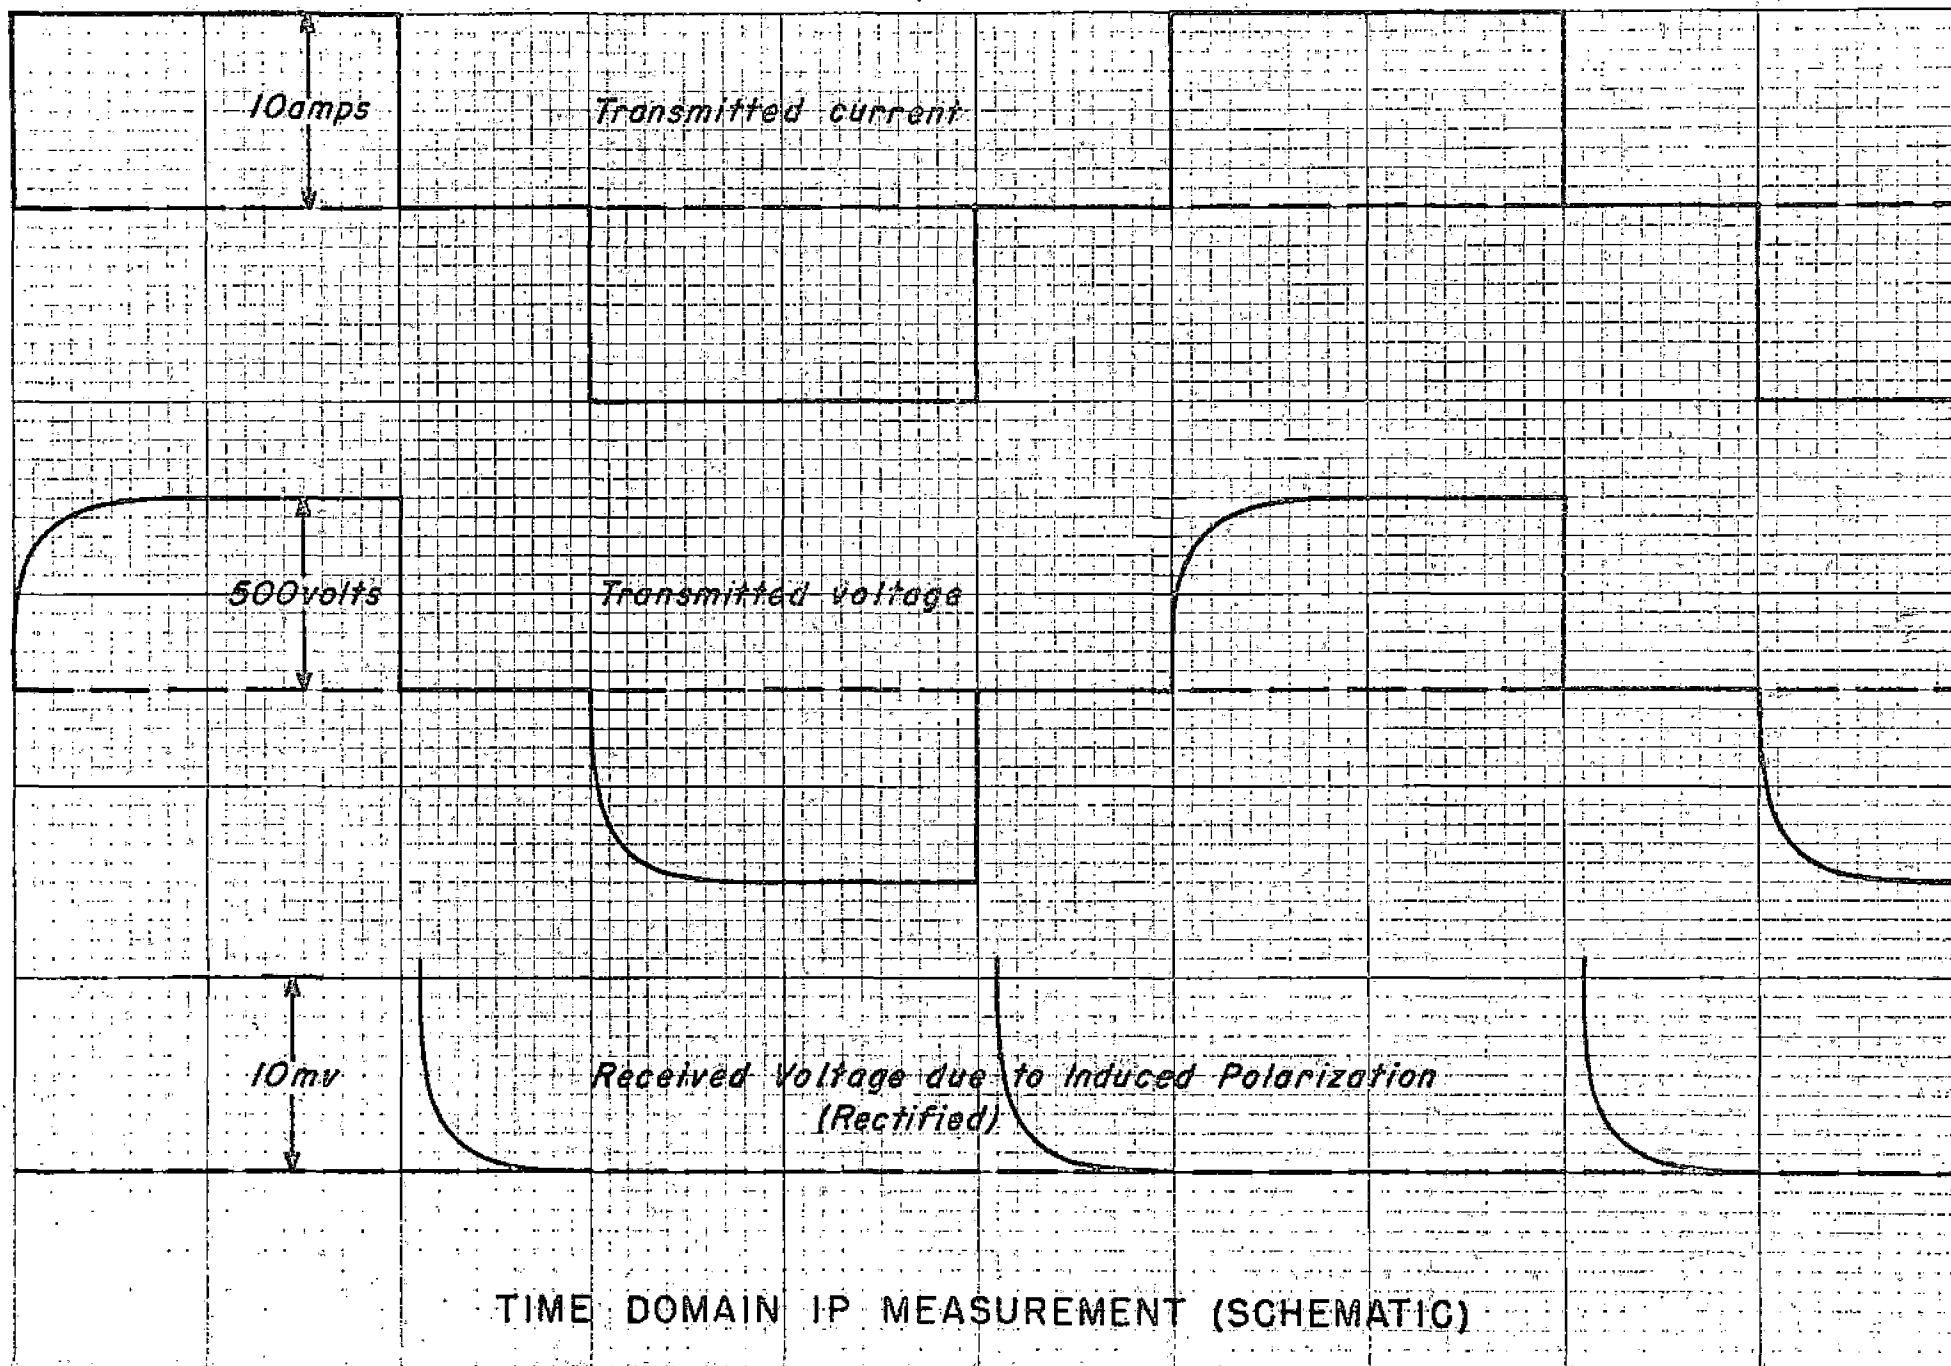 10amps
Transmitted current
500volts
Transmitted voltage
10mv
Received Voltage due to Induced Polarization
(Rectified)
TIME DOMAIN IP MEASUREMENT (SCHEMATIC)